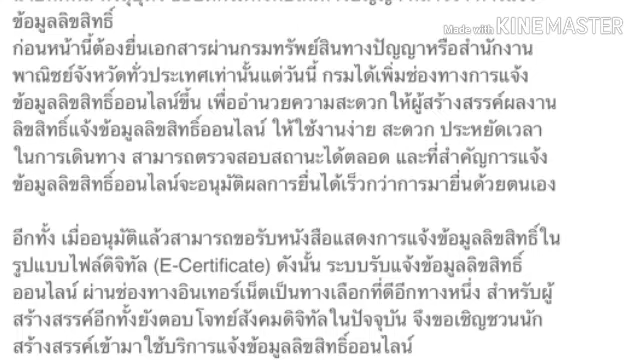 ข้อมูลลิขสิทธิ์
Made with KINEMASTER
ก่อนหน้านี้ต้องยื่นเอกสารผ่านกรมทรัพย์สินทางปัญญาหรือสำนักงาน
พาณิชย์จังหวัดทั่วประเทศเท่านั้นแต่วันนี้ กรมได้เพิ่มช่องทางการแจ้ง
ข้อมูลลิขสิทธิ์ออนไลน์ขึ้น เพื่ออำนวยความสะดวก ให้ผู้สร้างสรรค์ผลงาน
ลิขสิทธิ์แจ้งข้อมูลลิขสิทธิ์ออนไลน์ ให้ใช้งานง่าย สะดวก ประหยัดเวลา
ในการเดินทาง สามารถตรวจสอบสถานะได้ตลอด และที่สำคัญการแจ้ง
ข้อมูลลิขสิทธิ์ออนไลน์จะอนุมัติผลการยื่นได้เร็วกว่าการมายื่นด้วยตนเอง
อีกทั้ง เมื่ออนุมัติแล้วสามารถขอรับหนังสือแสดงการแจ้งข้อมูลลิขสิทธิ์ใน
รูปแบบไฟล์ดิจิทัล (E-Certificate) ดังนั้น ระบบรับแจ้งข้อมูลลิขสิทธิ์
ออนไลน์ ผ่านช่องทางอินเทอร์เน็ตเป็นทางเลือกที่ดีอีกทางหนึ่ง สำหรับผู้
สร้างสรรค์อีกทั้งยังตอบโจทย์สังคมดิจิทัลในปัจจุบัน จึงขอเชิญชวนนัก
สร้างสรรค์เข้ามาใช้บริการแจ้งข้อมูลลิขสิทธิ์ออนไลน์